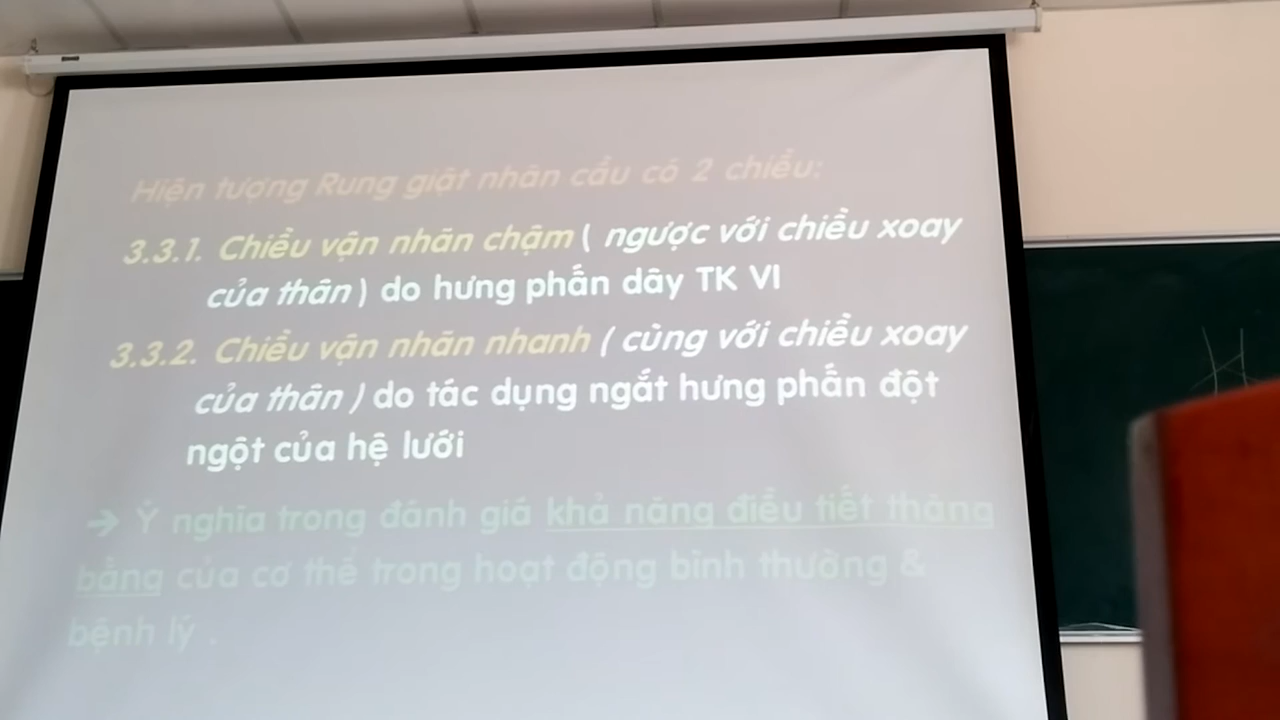 Hiện tượng Rung giật nhãn cầu có 2 chiều:
3.3.1. Chiều vận nhãn chậm ( ngược với chiều xoay
của thân ) do hưng phấn dây TK VI
3.3.2. Chiều vận nhãn nhanh ( cùng với chiều xoay
của thân ) do tác dụng ngắt hưng phấn đột
ngột của hệ lưới
→ Ý nghĩa trong đánh giá khả năng điều tiết thăng
bằng của cơ thể trong hoạt động bình thường &
bệnh lý .